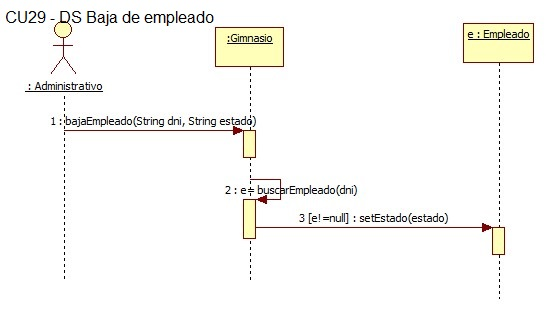 CU29 - DS Baja de empleado
:Gimnasio
e : Empleado
: Administrativo
1 : bajaEmpleado(String dni, String estado)
2 : e= buscarEmpleado(dni)
3 [e!=null] : setEstado(estado)